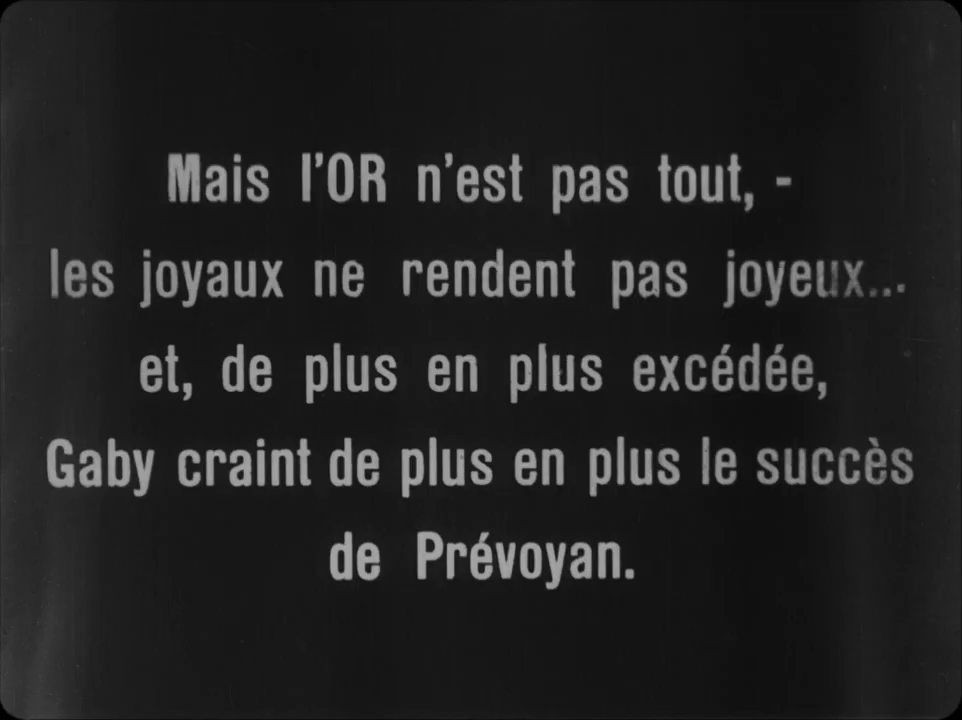 Mais l'OR n'est pas tout, -
les joyaux ne rendent pas joyeux...
et, de plus en plus excédée,
Gaby craint de plus en plus le succès
de Prévoyan.